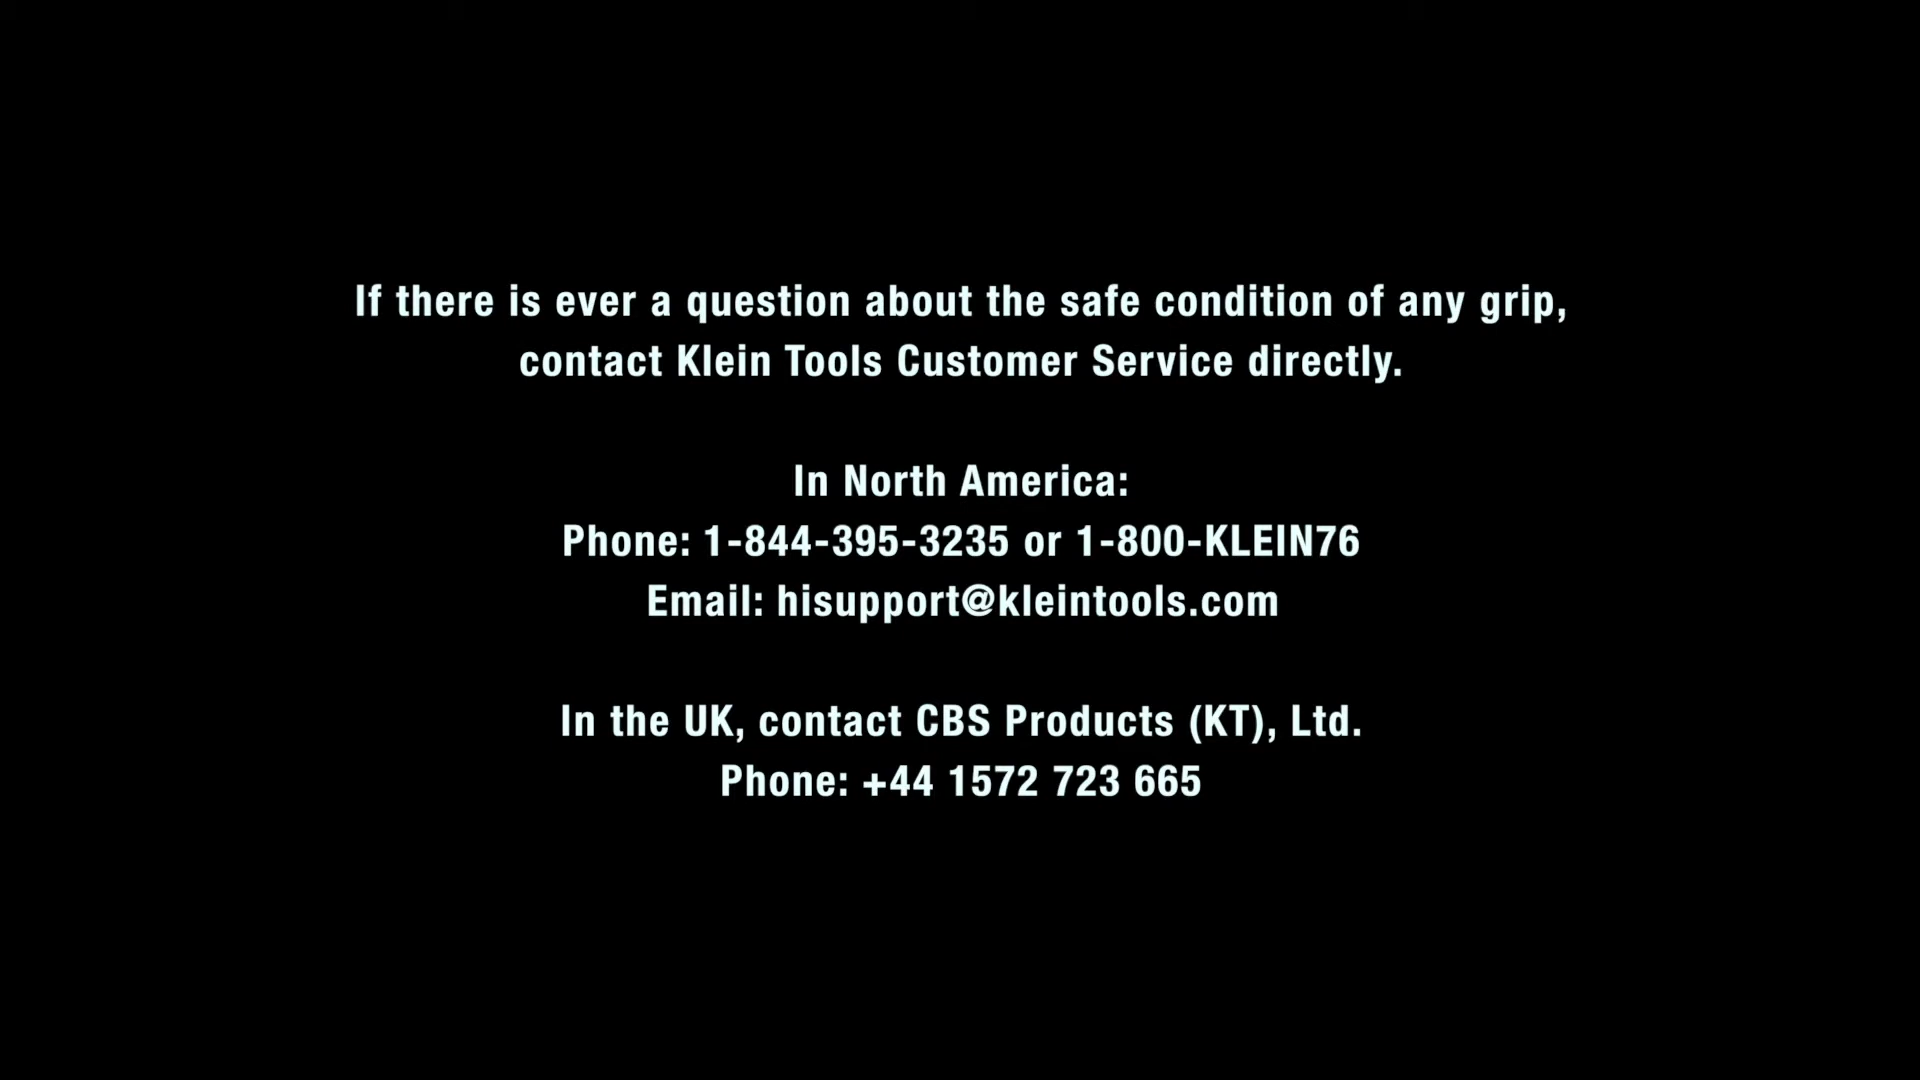 If there is ever a question about the safe condition of any grip,
contact Klein Tools Customer Service directly.
In North America:
Phone: 1-844-395-3235 or 1-800-KLEIN76
Email: hisupport@kleintools.com
In the UK, contact CBS Products (KT), Ltd.
Phone: +44 1572 723 665